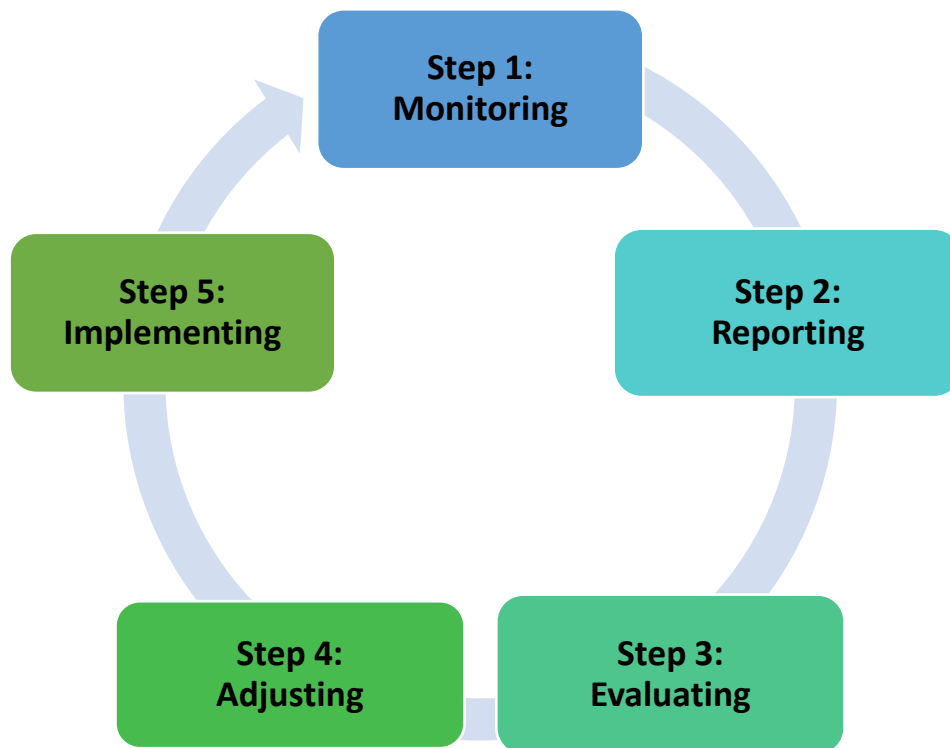 Step 1:
Monitoring
Step 2:
Reporting
Step 3:
Evaluating
Step 4:
Adjusting
Step 5:
Implementing